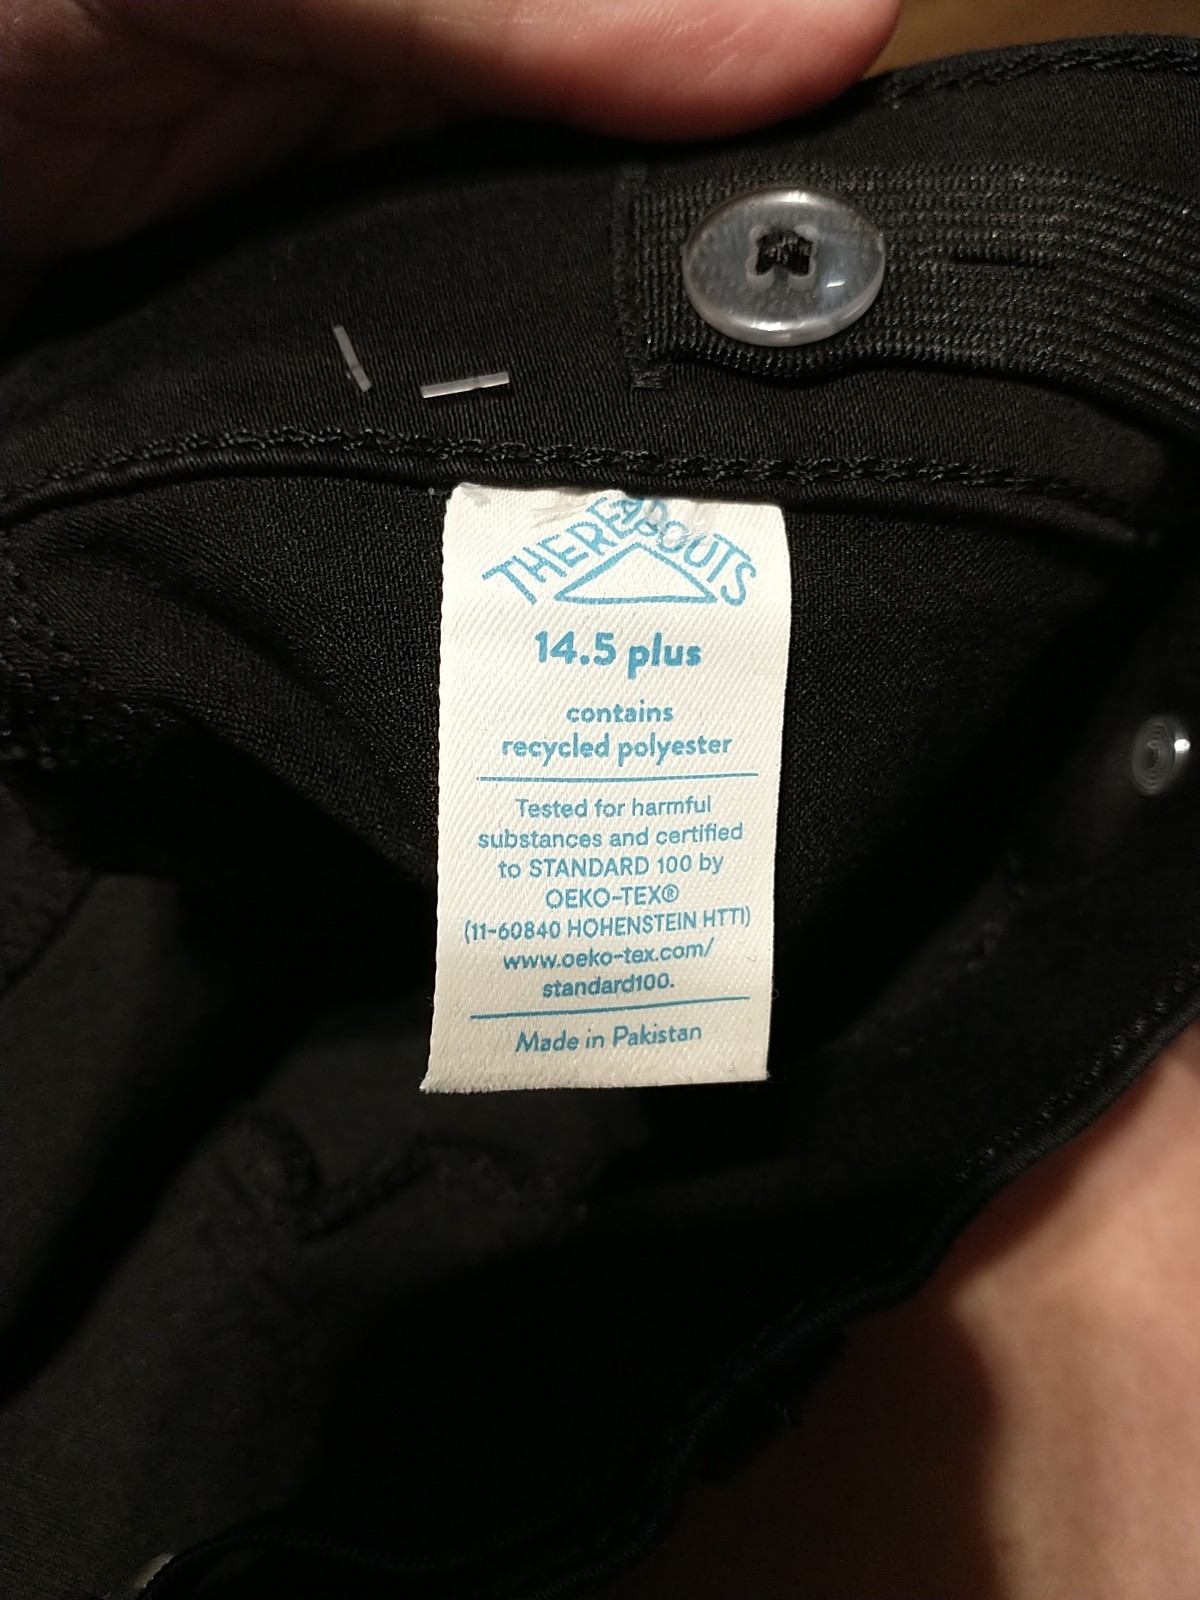 THEREABOUTS
14.5 plus
contains
recycled polyester
Tested for harmful
substances and certified
to STANDARD 100 by
OEKO-TEX®
(11-60840 HOHENSTEIN HTTI)
www.oeko-tex.com/
standard100.
Made in Pakistan